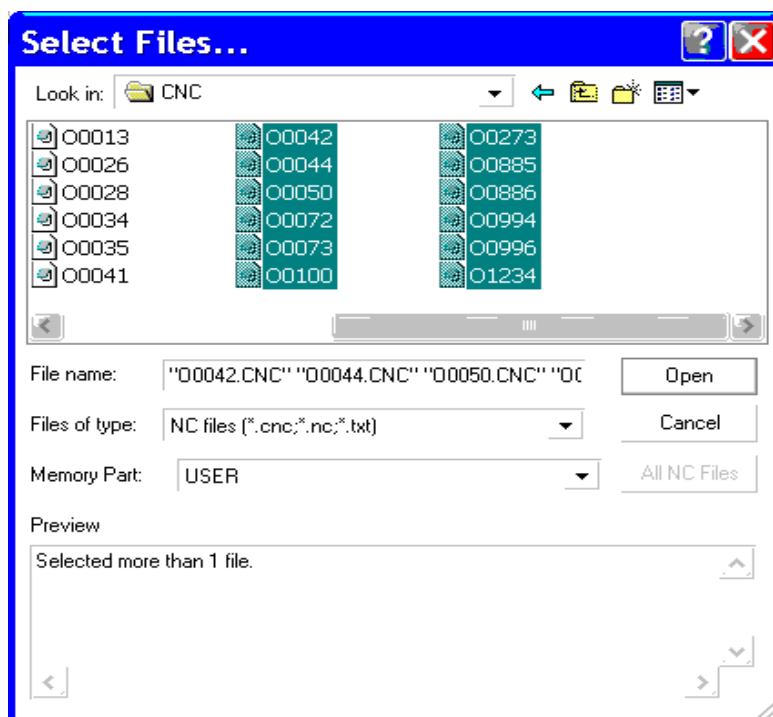 Select Files...
Look in: CNC
O0013 O0042 O0273
O0026 O0044 O0885
O0028 O0050 O0886
O0034 O0072 O0994
O0035 O0073 O0996
O0041 O0100 O1234
File name: "O0042.CNC" "O0044.CNC" "O0050.CNC" "O( Open
Files of type: NC files (*.cnc;*.nc;*.txt) Cancel
Memory Part: USER All NC Files
Preview
Selected more than 1 file.